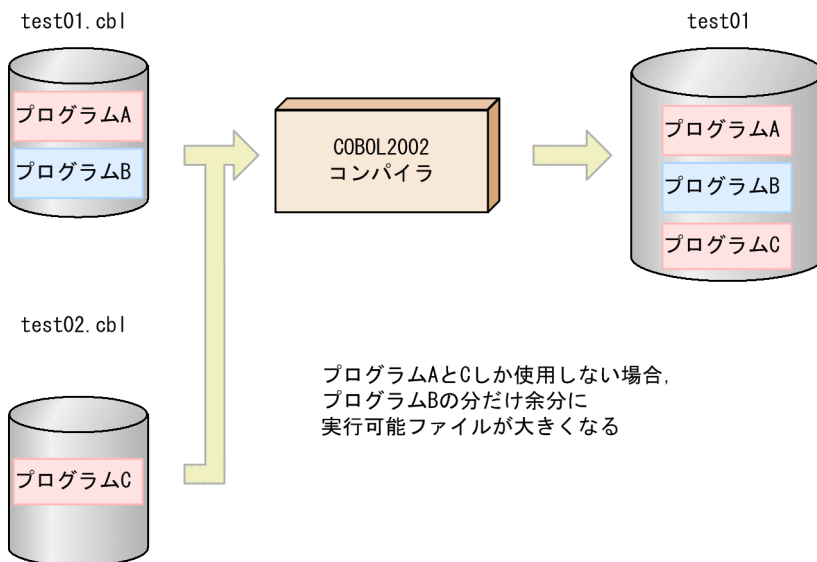 test01.cbl
プログラムA
プログラムB
COBOL2002
コンパイラ
test01
プログラムA
プログラムB
プログラムC
test02.cbl
プログラムC
プログラムAとCしか使用しない場合,
プログラムBの分だけ余分に
実行可能ファイルが大きくなる